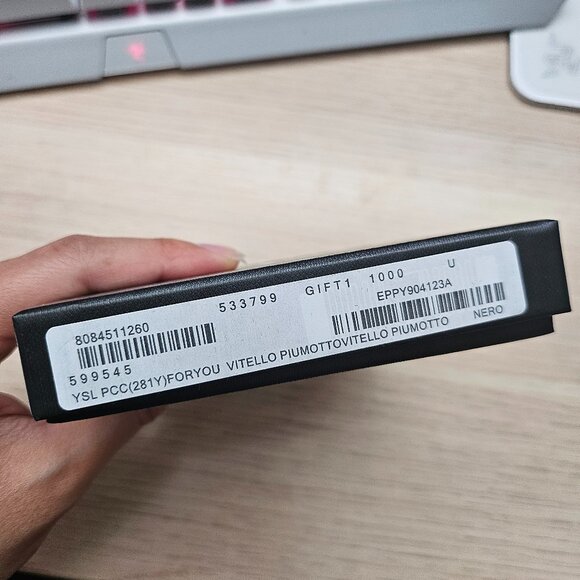 533799 GIFT1 1000 U
8084511260 EPPY904123A
599545
YSL PCC(281Y)FORYOU VITELLO PIUMOTTOVITELLO PIUMOTTO NERO